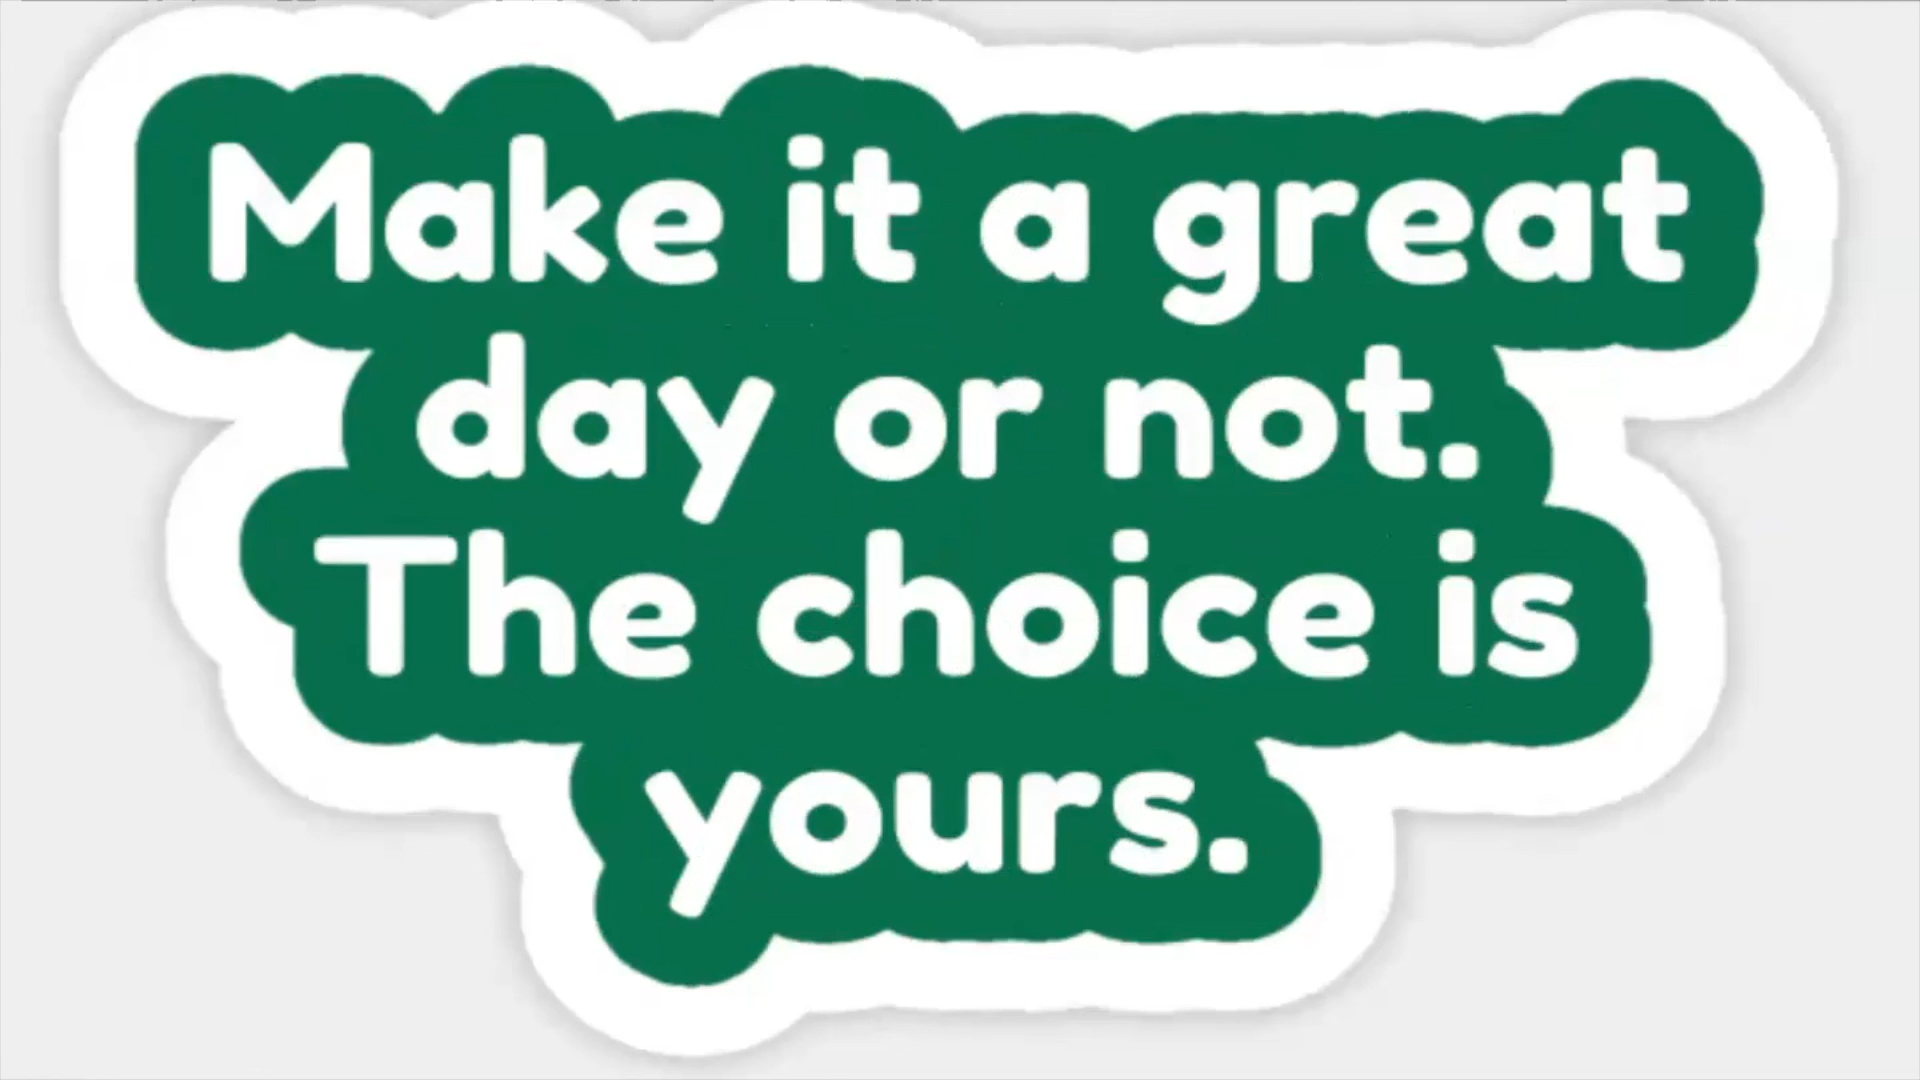 Make it a great
day or not.
The choice is
yours.